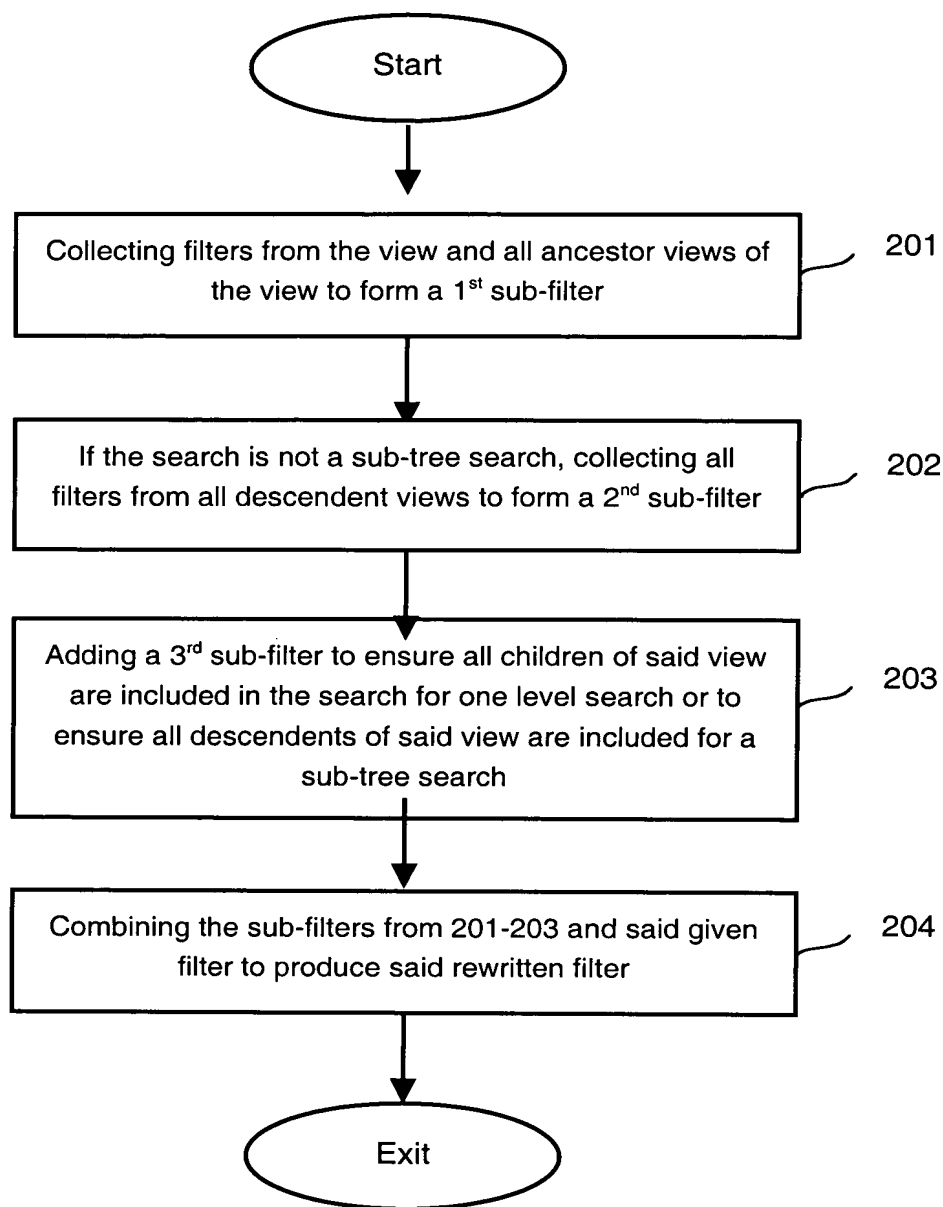 Start
Collecting filters from the view and all ancestor views of
the view to form a 1st sub-filter
201
If the search is not a sub-tree search, collecting all
filters from all descendent views to form a 2nd sub-filter
202
Adding a 3rd sub-filter to ensure all children of said view
are included in the search for one level search or to
ensure all descendents of said view are included for a
sub-tree search
203
Combining the sub-filters from 201-203 and said given
filter to produce said rewritten filter
204
Exit